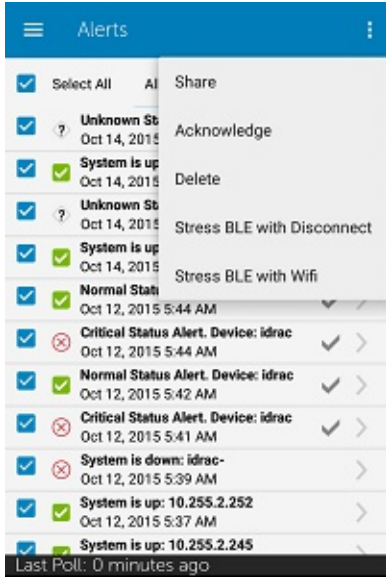 Alerts
Select All Al
Share
Acknowledge
Delete
Stress BLE with Disconnect
Stress BLE with Wifi
Unknown St
Oct 14, 2015
System is up
Oct 14, 2015
Unknown St
Oct 14, 2015
System is up
Oct 14, 2015
Normal Statu
Oct 12, 2015 5:44 AM
Critical Status Alert. Device: idrac
Oct 12, 2015 5:44 AM
Normal Status Alert. Device: idrac
Oct 12, 2015 5:42 AM
Critical Status Alert. Device: idrac
Oct 12, 2015 5:41 AM
System is down: idrac-
Oct 12, 2015 5:39 AM
System is up: 10.255.2.252
Oct 12, 2015 5:37 AM
System is up: 10.255.2.245
Last Poll: 0 minutes ago